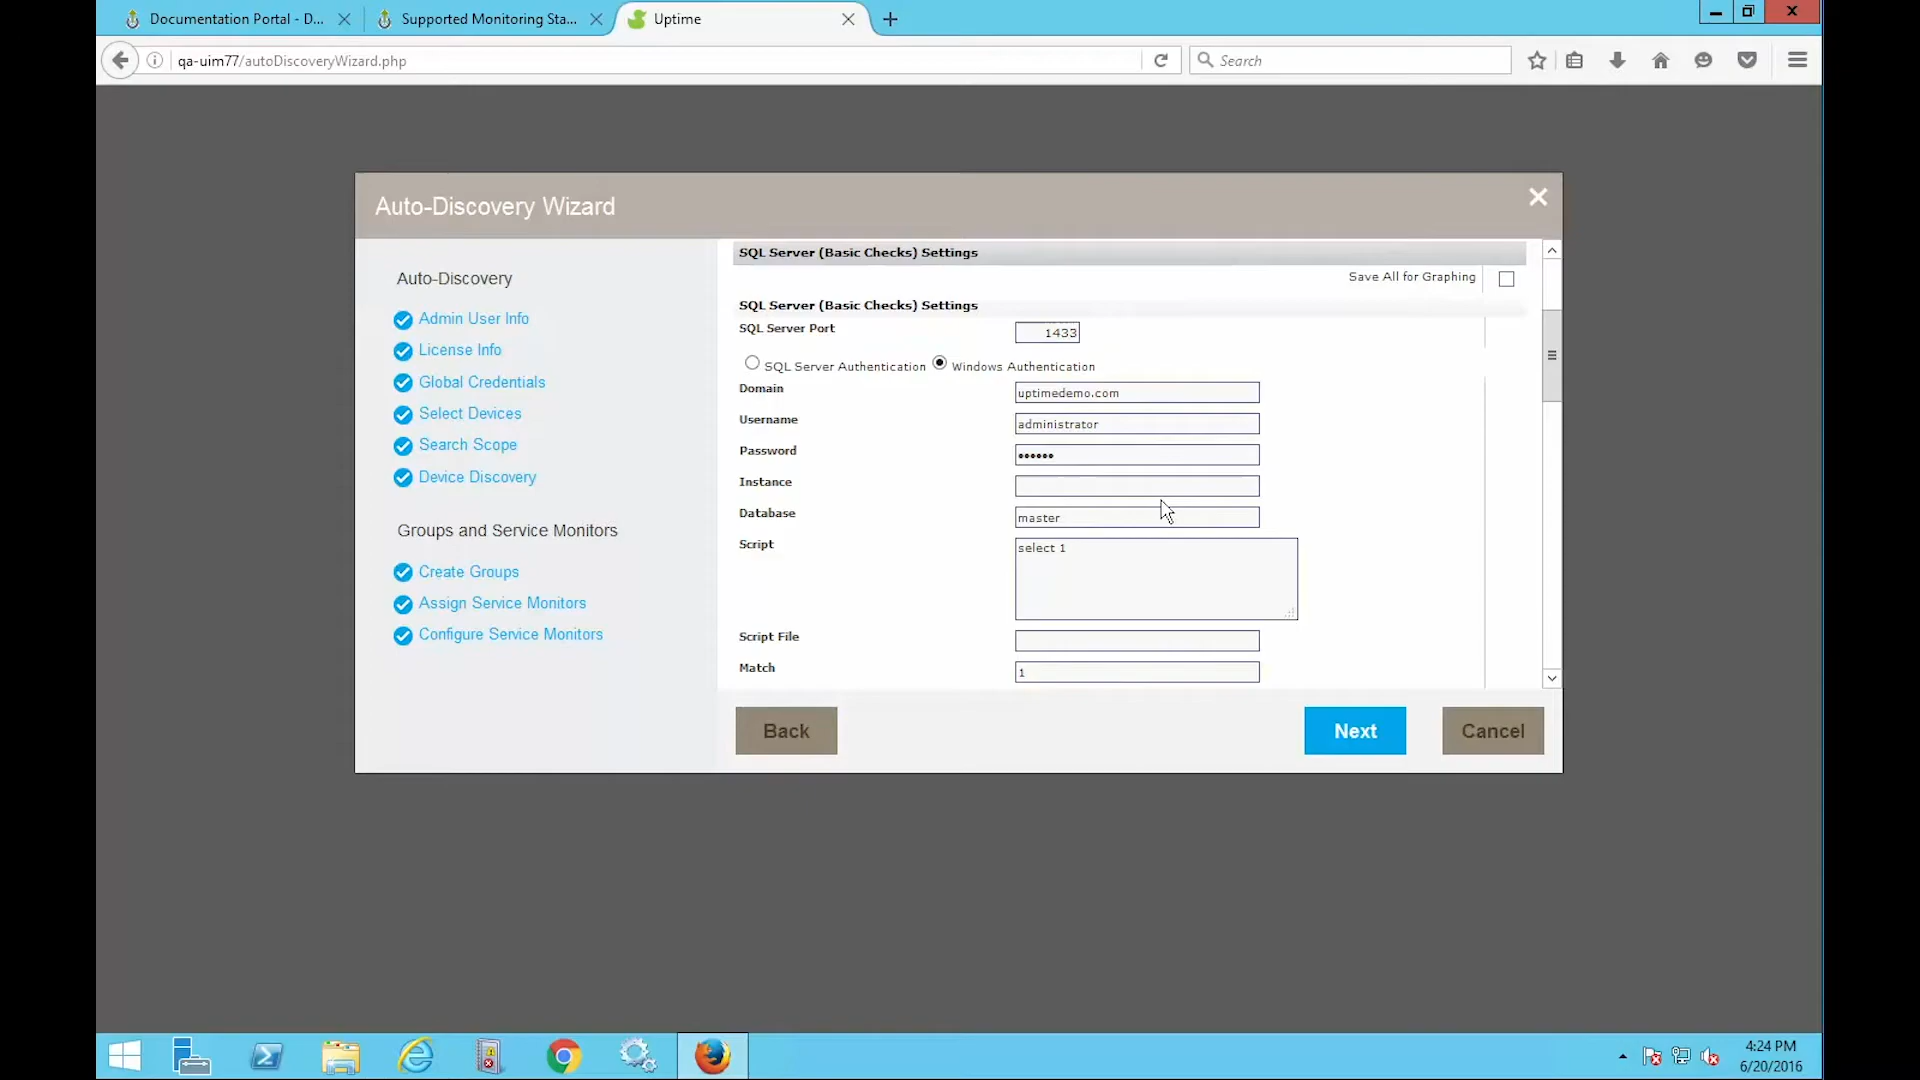 Documentation Portal - D...
Supported Monitoring Sta...
Uptime
qa-uim77/autoDiscoveryWizard.php
Search
Auto-Discovery Wizard
Auto-Discovery
Admin User Info
License Info
Global Credentials
Select Devices
Search Scope
Device Discovery
Groups and Service Monitors
Create Groups
Assign Service Monitors
Configure Service Monitors
SQL Server (Basic Checks) Settings
Save All for Graphing
SQL Server (Basic Checks) Settings
SQL Server Port 1433
SQL Server Authentication Windows Authentication
Domain uptimedemo.com
Username administrator
Password ••••••
Instance
Database master
Script select 1
Script File
Match 1
Back Next Cancel
4:24 PM
6/20/2016